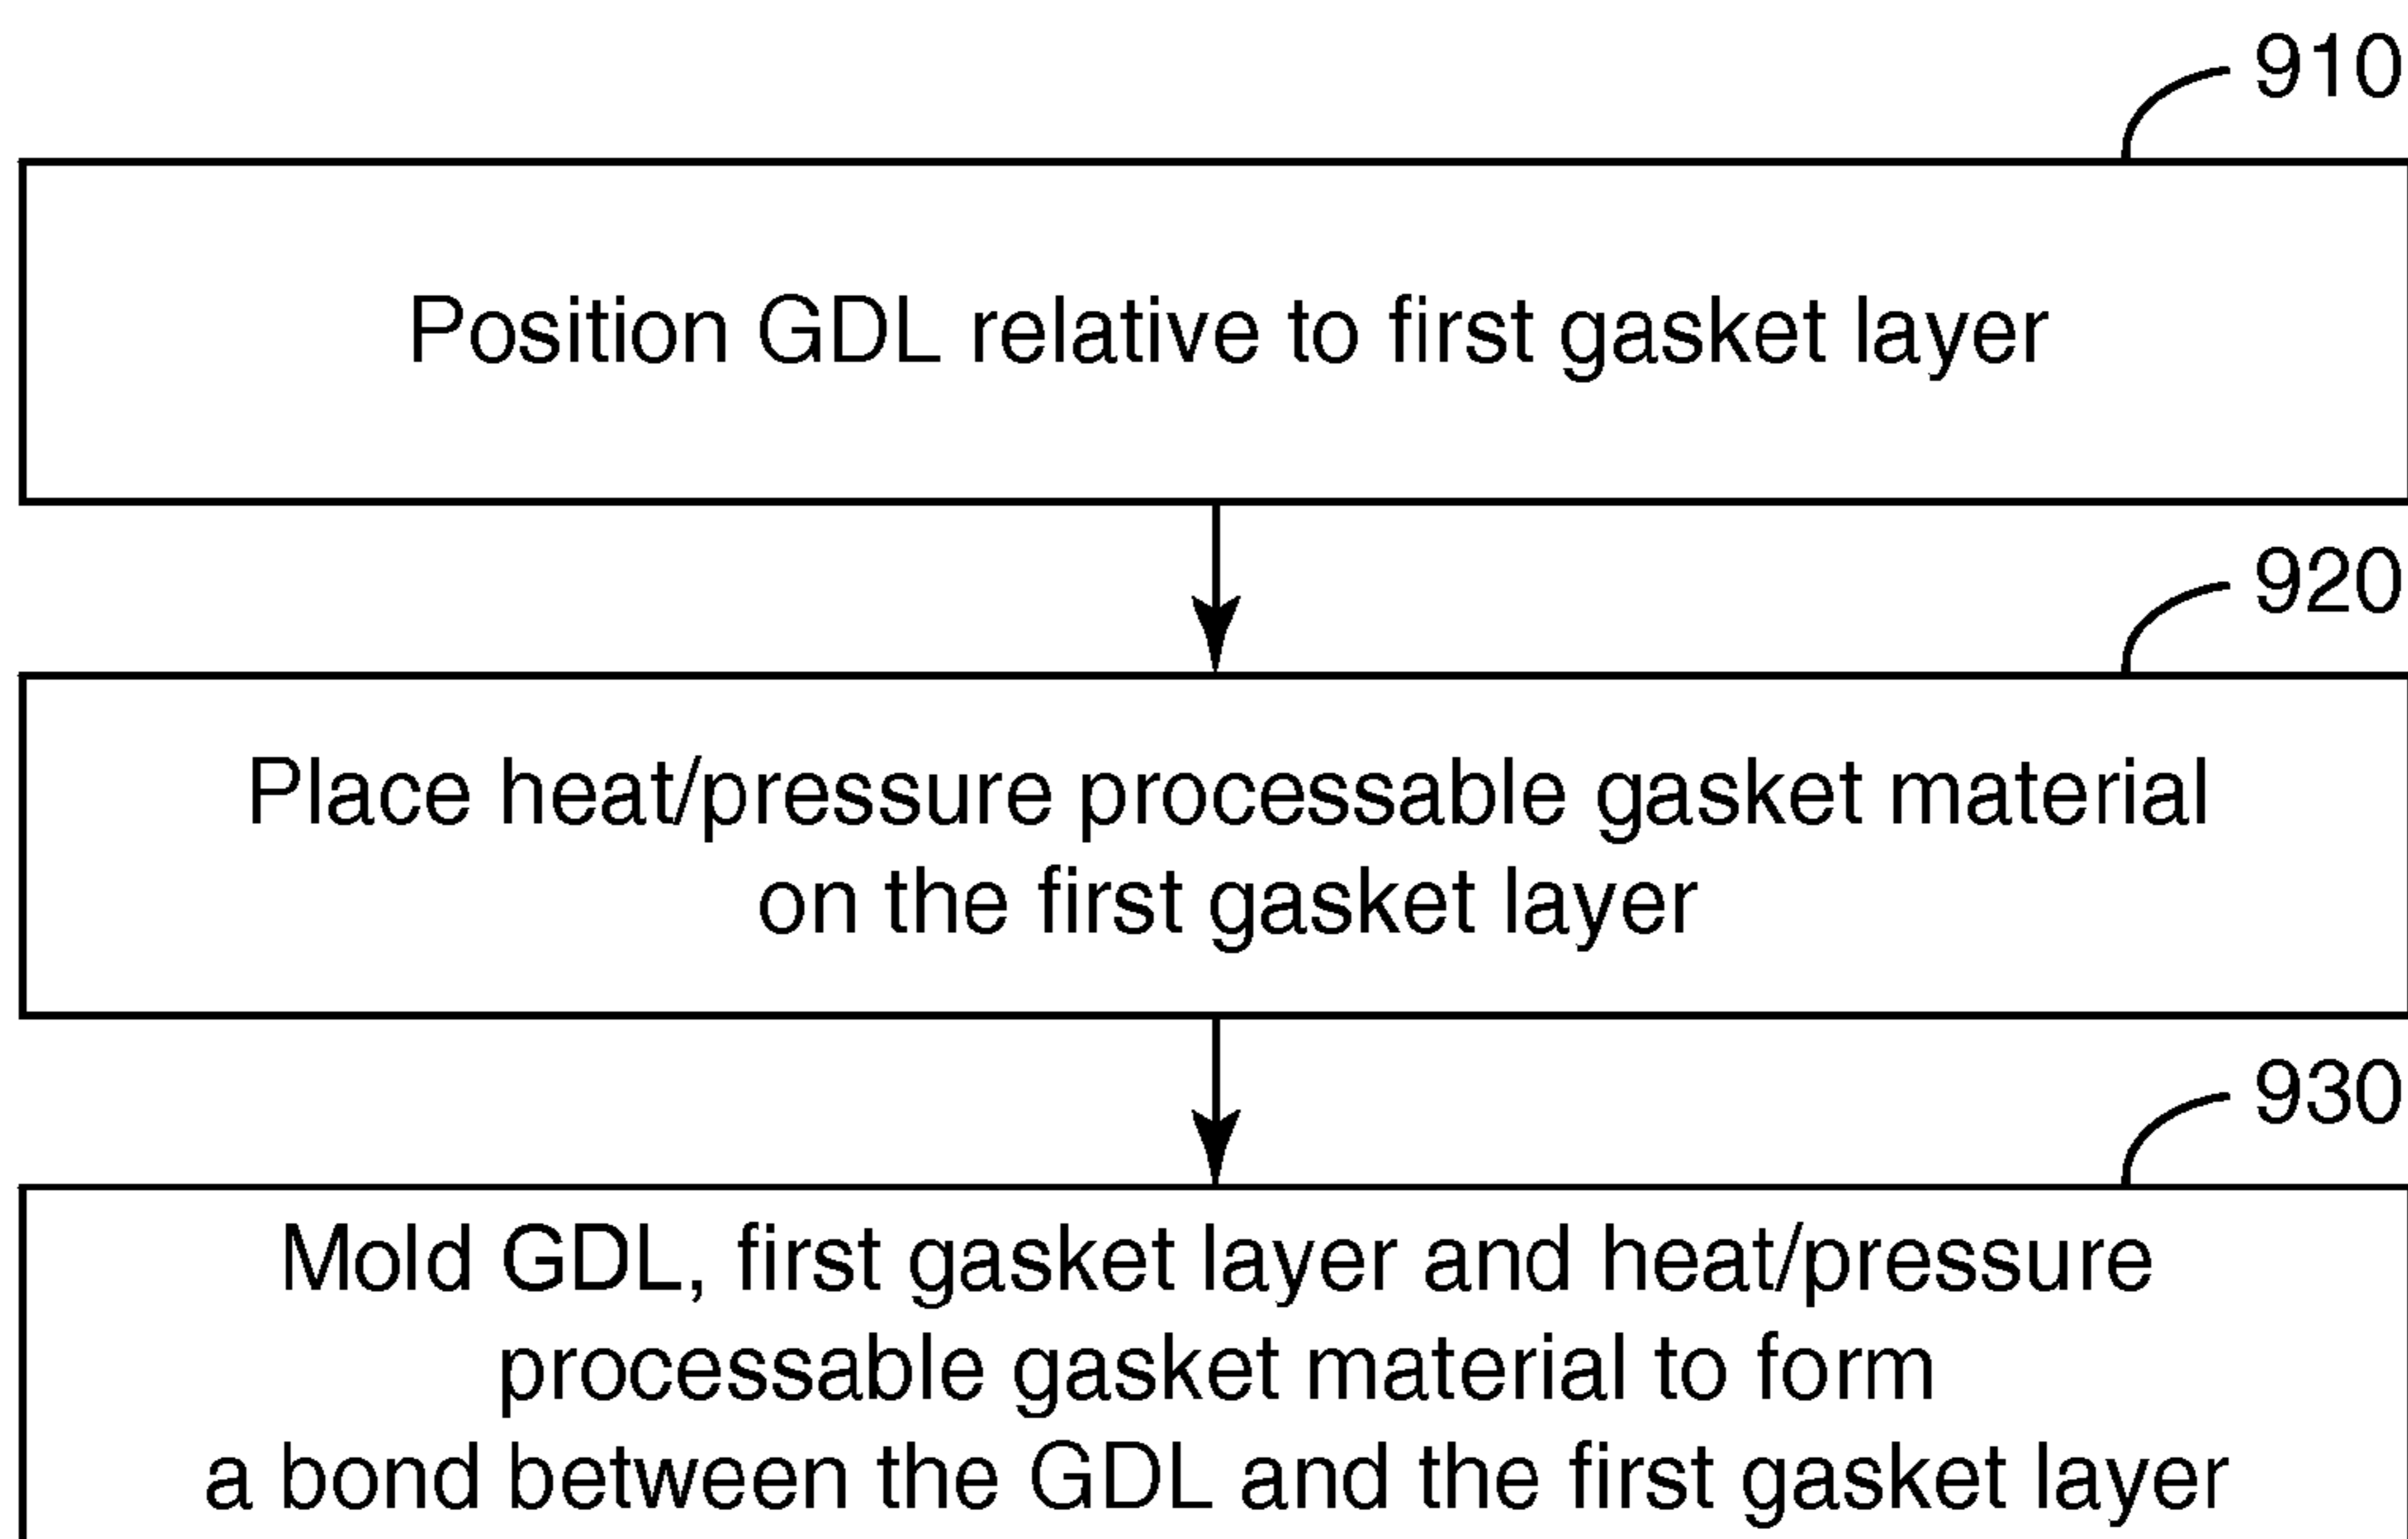 910
Position GDL relative to first gasket layer
920
Place heat/pressure processable gasket material
on the first gasket layer
930
Mold GDL, first gasket layer and heat/pressure
processable gasket material to form
a bond between the GDL and the first gasket layer